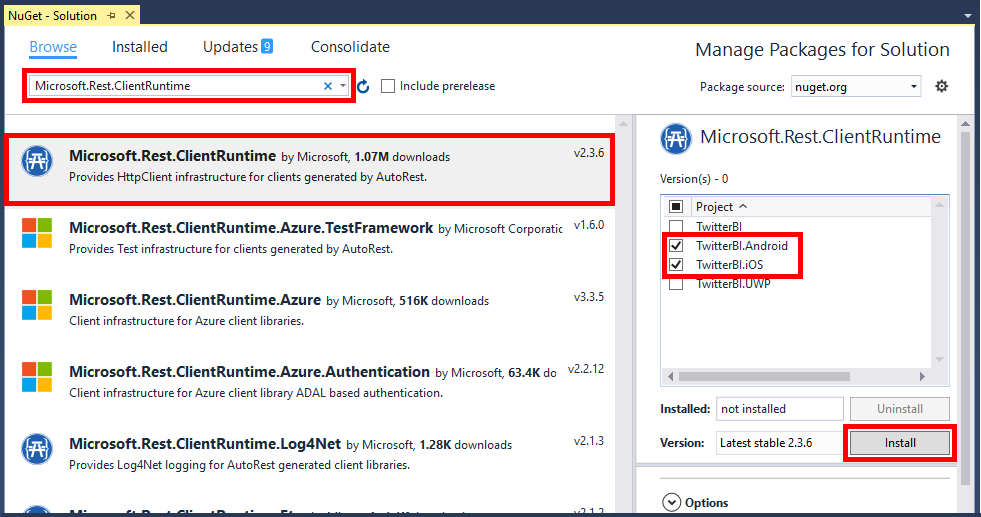 NuGet - Solution
Browse Installed Updates 9 Consolidate
Manage Packages for Solution
Microsoft.Rest.ClientRuntime
Include prerelease
Package source: nuget.org
Microsoft.Rest.ClientRuntime by Microsoft, 1.07M downloads v2.3.6
Provides HttpClient infrastructure for clients generated by AutoRest.
Microsoft.Rest.ClientRuntime.Azure.TestFramework by Microsoft Corporatic v1.6.0
Provides Test infrastructure for clients generated by AutoRest.
Microsoft.Rest.ClientRuntime.Azure by Microsoft, 516K downloads v3.3.5
Client infrastructure for Azure client libraries.
Microsoft.Rest.ClientRuntime.Azure.Authentication by Microsoft, 63.4K do v2.2.12
Client infrastructure for Azure client library ADAL based authentication.
Microsoft.Rest.ClientRuntime.Log4Net by Microsoft, 1.28K downloads v2.1.3
Provides Log4Net logging for AutoRest generated client libraries.
Microsoft.Rest.ClientRuntime
Version(s) - 0
Project
TwitterBI
TwitterBI.Android
TwitterBI.iOS
TwitterBI.UWP
Installed: not installed Uninstall
Version: Latest stable 2.3.6 Install
Options